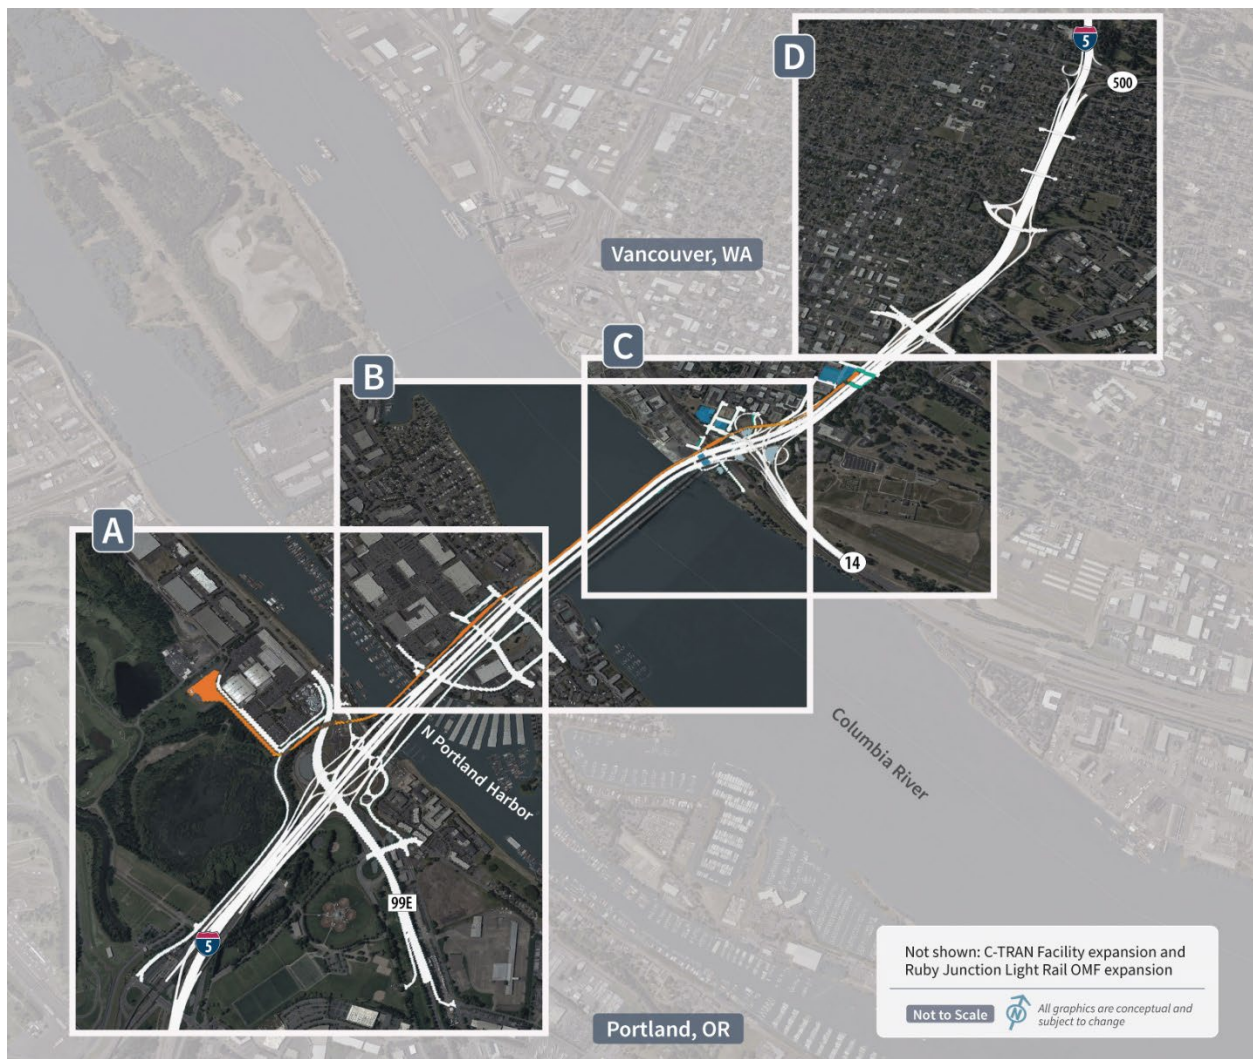 5
D
500
Vancouver, WA
C
B
A
14
Columbia River
N Portland Harbor
99E
5
Not shown: C-TRAN Facility expansion and
Ruby Junction Light Rail OMF expansion
Not to Scale
N
All graphics are conceptual and
subject to change
Portland, OR